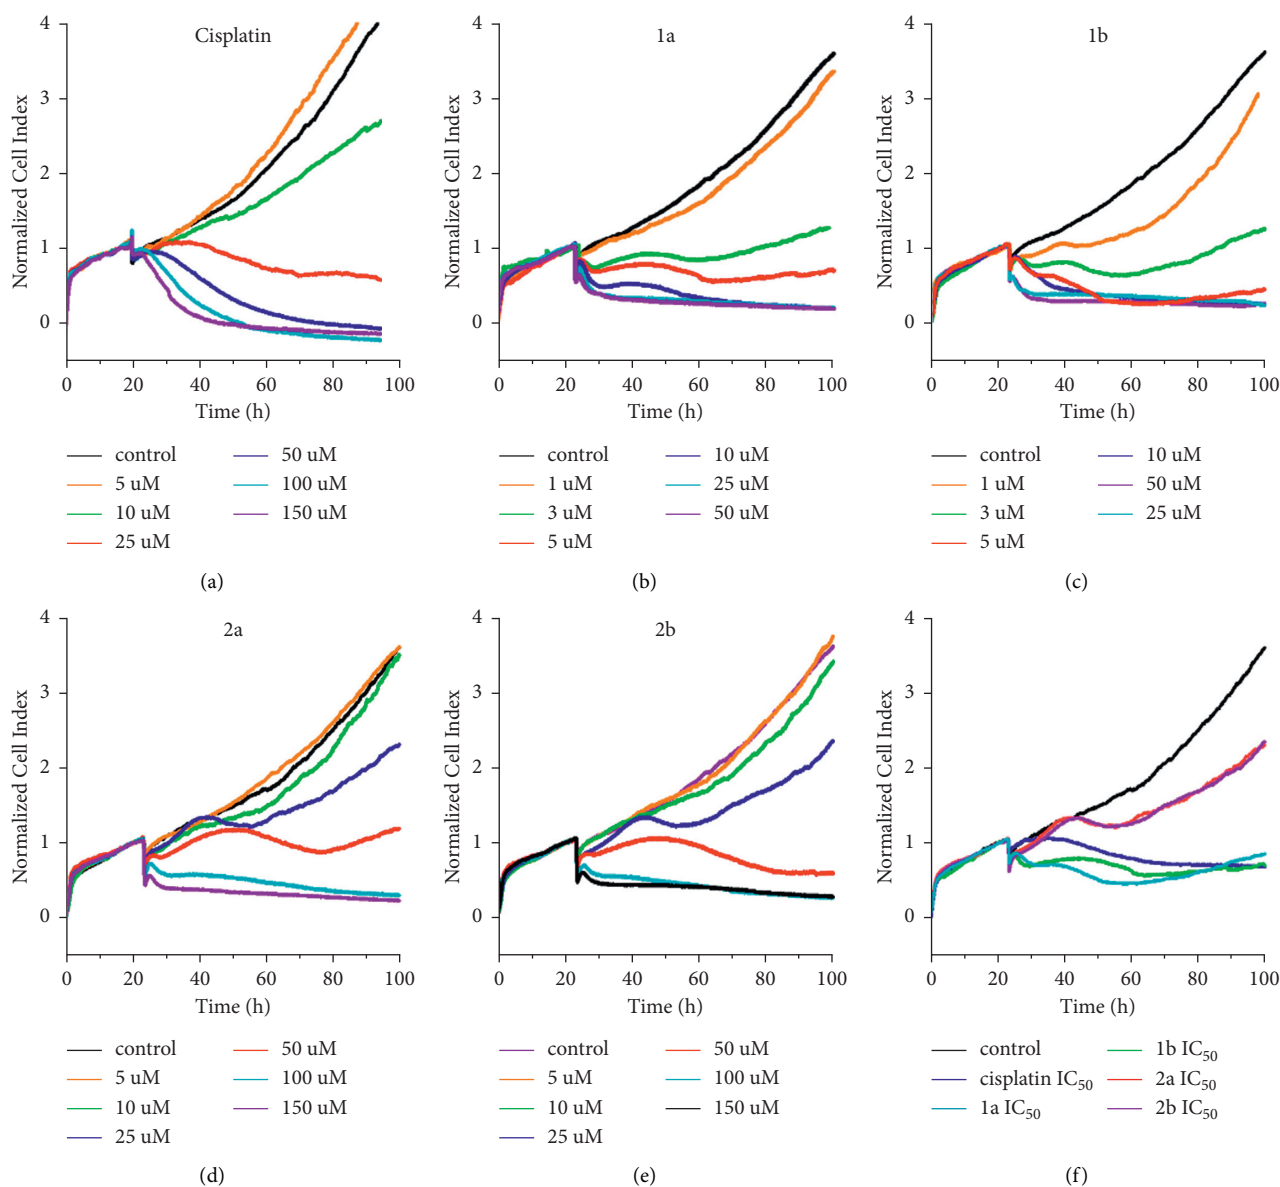 Cisplatin
Normalized Cell Index
4
3
2
1
0
0 20 40 60 80 100
Time (h)
control 50 uM
5 uM 100 uM
10 uM 150 uM
25 uM
(a)
1a
Normalized Cell Index
4
3
2
1
0
0 20 40 60 80 100
Time (h)
control 10 uM
1 uM 25 uM
3 uM 50 uM
5 uM
(b)
1b
Normalized Cell Index
4
3
2
1
0
0 20 40 60 80 100
Time (h)
control 10 uM
1 uM 50 uM
3 uM 25 uM
5 uM
(c)
2a
Normalized Cell Index
4
3
2
1
0
0 20 40 60 80 100
Time (h)
control 50 uM
5 uM 100 uM
10 uM 150 uM
25 uM
(d)
2b
Normalized Cell Index
4
3
2
1
0
0 20 40 60 80 100
Time (h)
control 50 uM
5 uM 100 uM
10 uM 150 uM
25 uM
(e)
Normalized Cell Index
4
3
2
1
0
0 20 40 60 80 100
Time (h)
control 1b IC50
cisplatin IC50 2a IC50
1a IC50 2b IC50
(f)